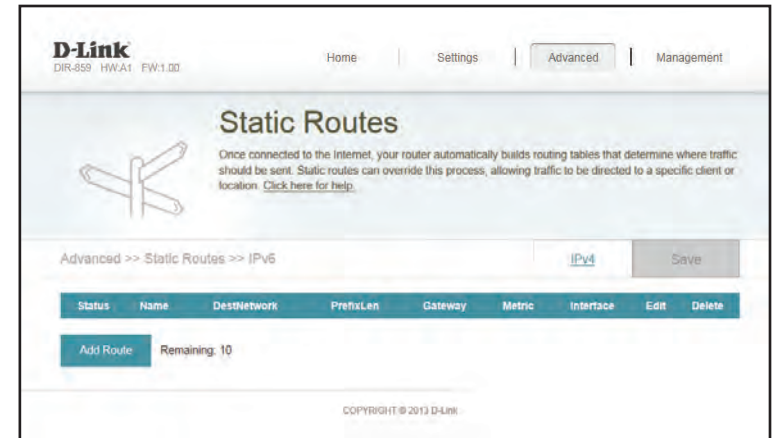 D-Link
DIR-859 HW:A1 FW:1.00
Home Settings Advanced Management
Static Routes
Once connected to the Internet, your router automatically builds routing tables that determine where traffic
should be sent. Static routes can override this process, allowing traffic to be directed to a specific client or
location. Click here for help.
Advanced >> Static Routes >> IPv6
IPv4 Save
Status Name DestNetwork PrefixLen Gateway Metric Interface Edit Delete
Add Route Remaining: 10
COPYRIGHT © 2013 D-Link